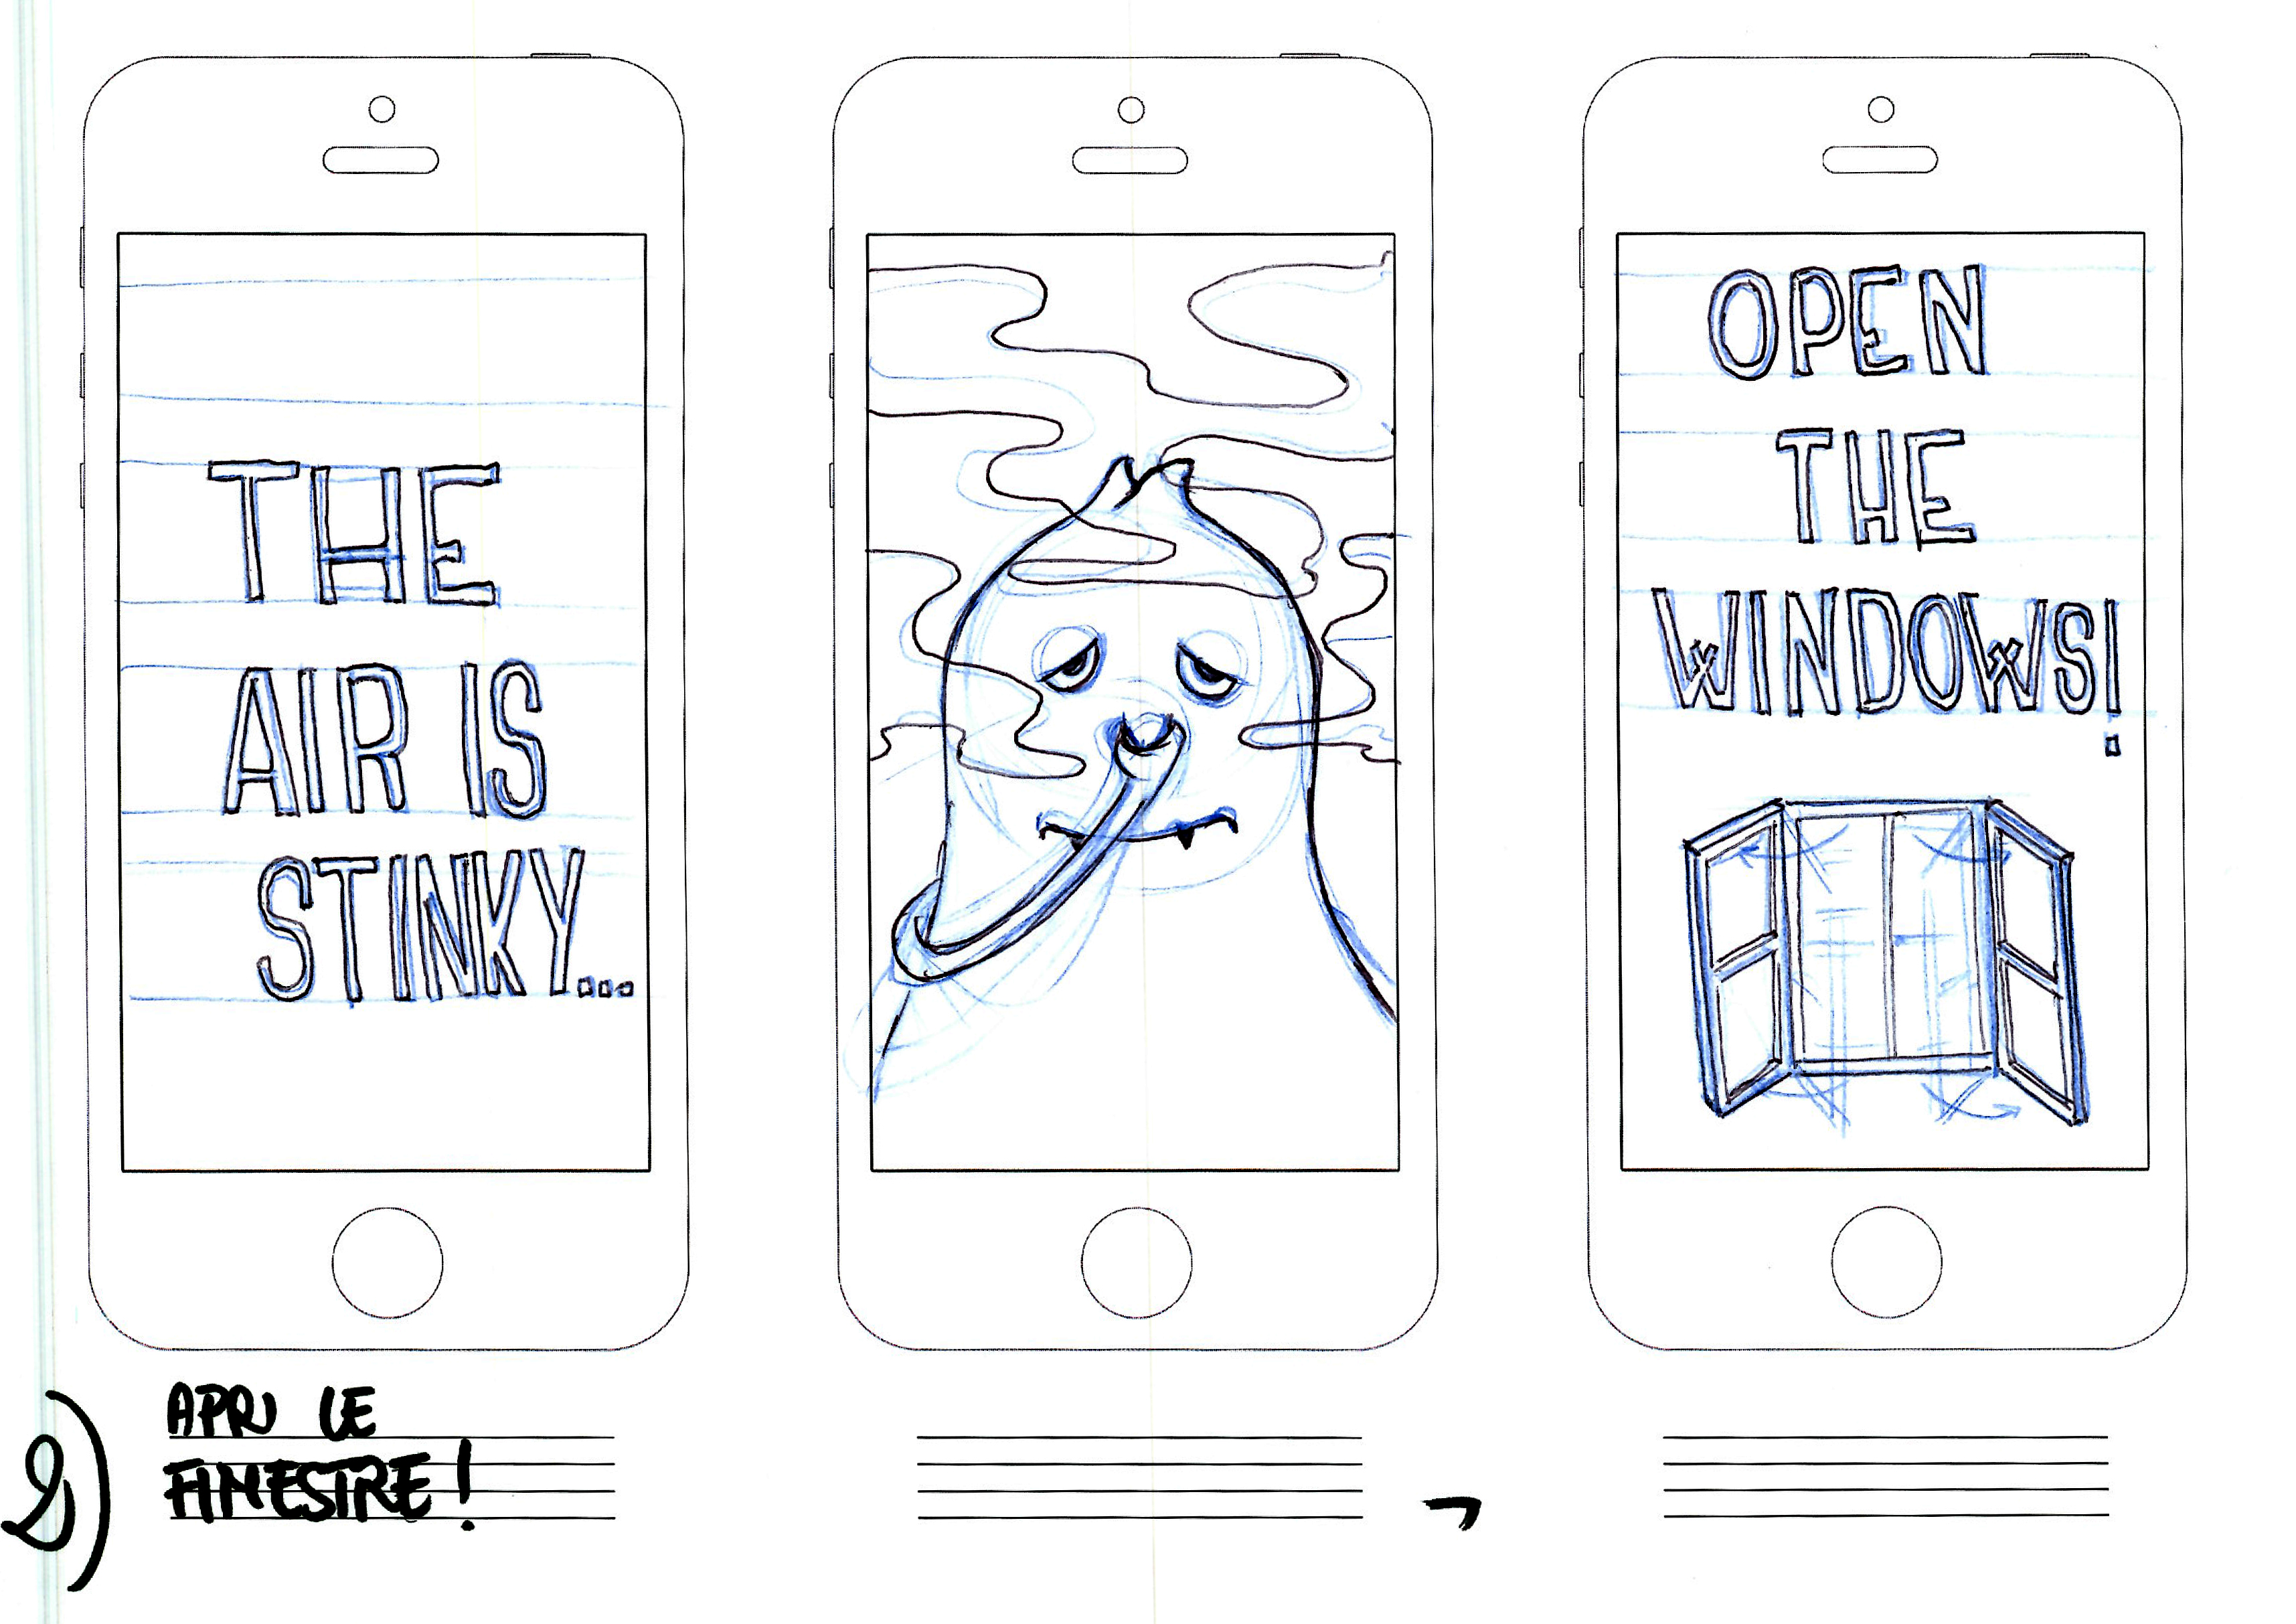 THE
AIR IS
STINKY...
OPEN
THE
WINDOWS!
2)
APRI LE
FINESTRE!